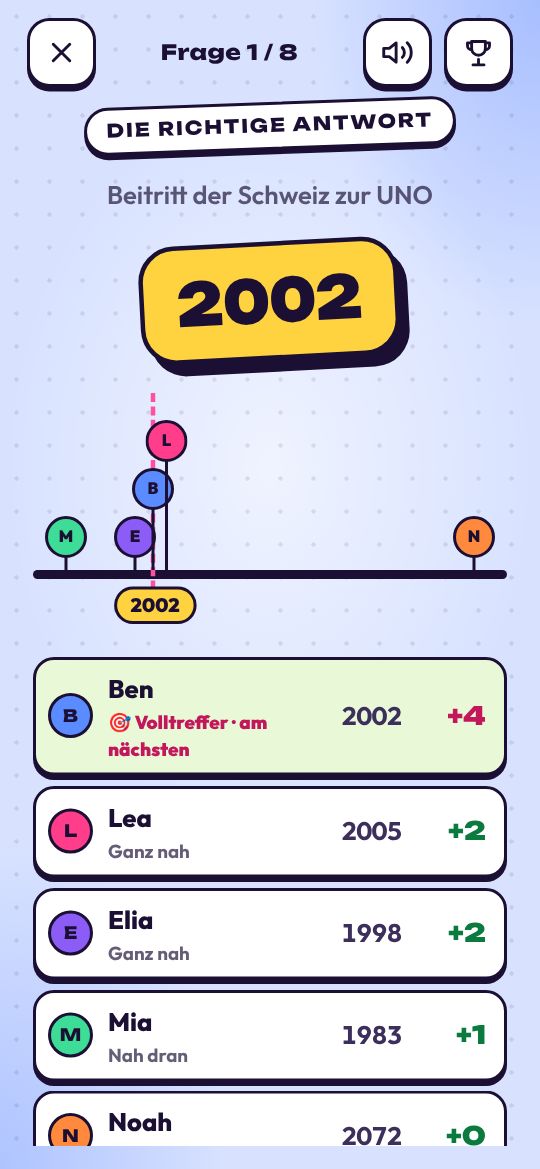 Frage 1 / 8
DIE RICHTIGE ANTWORT
Beitritt der Schweiz zur UNO
2002
L
B
M
E
N
2002
B
Ben
🎯 Volltreffer · am
nächsten
2002
+4
L
Lea
Ganz nah
2005
+2
E
Elia
Ganz nah
1998
+2
M
Mia
Nah dran
1983
+1
N
Noah
2072
+0